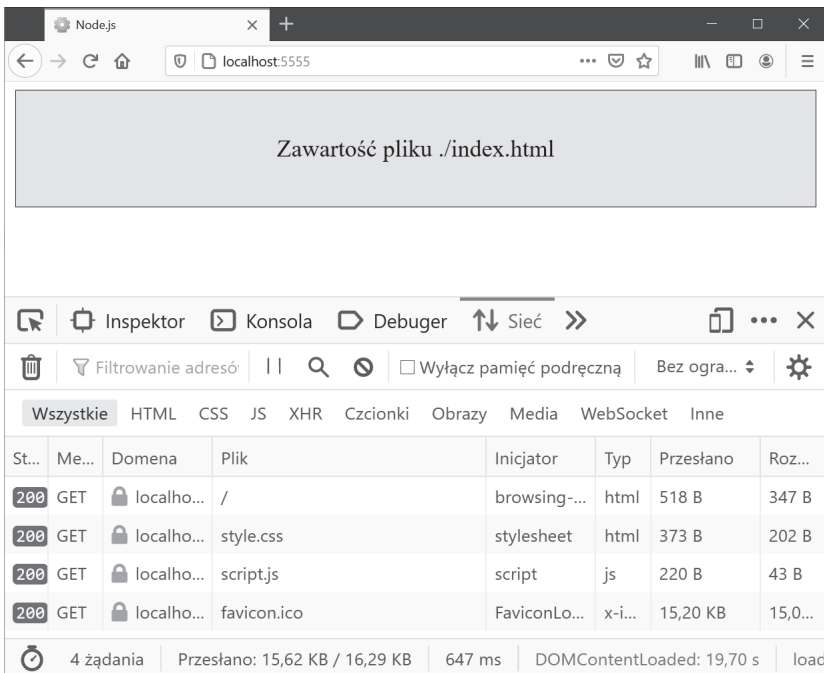 Node.js
localhost:5555
Zawartość pliku ./index.html
Inspektor Konsola Debuger Sieć
Filtrowanie adresó Wyłącz pamięć podręczną Bez ogra...
Wszystkie HTML CSS JS XHR Czcionki Obrazy Media WebSocket Inne
St... Me... Domena Plik Inicjator Typ Przesłano Roz...
200 GET localho... / browsing-... html 518 B 347 B
200 GET localho... style.css stylesheet html 373 B 202 B
200 GET localho... script.js script js 220 B 43 B
200 GET localho... favicon.ico FaviconLo... x-i... 15,20 KB 15,0...
4 żądania Przesłano: 15,62 KB / 16,29 KB 647 ms DOMContentLoaded: 19,70 s load